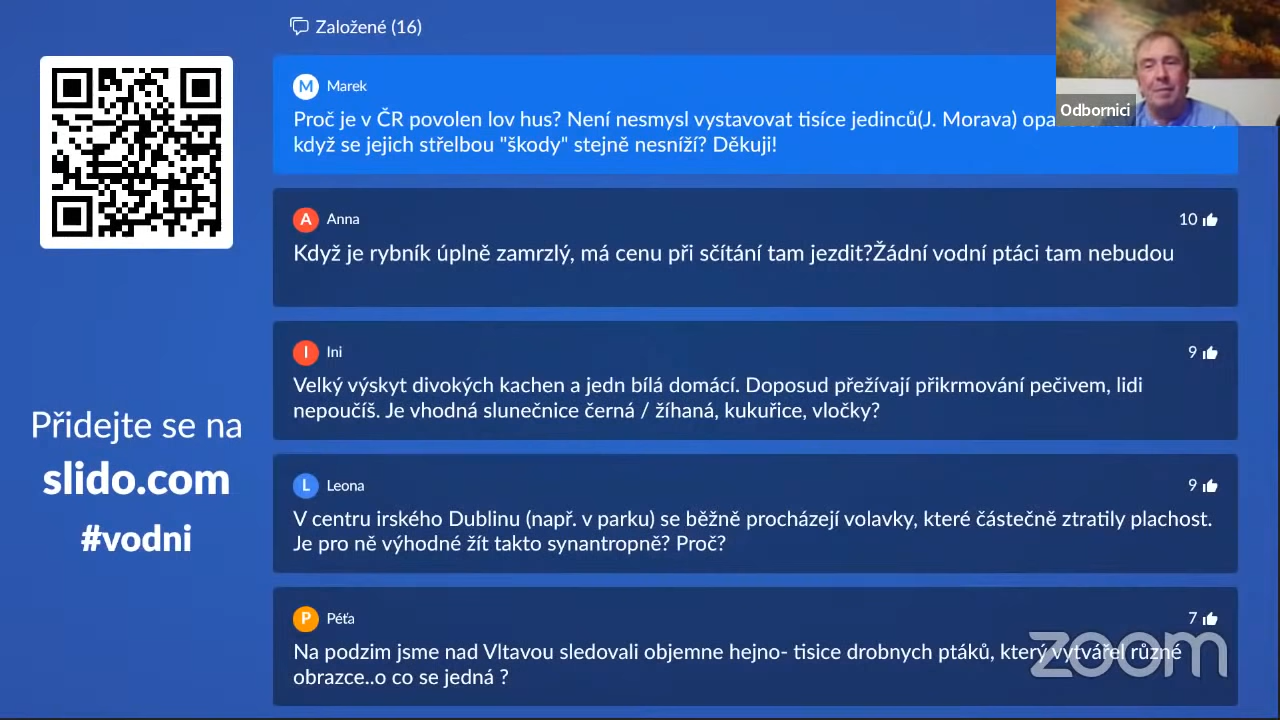 Založené (16)
M Marek
Proč je v ČR povolen lov hus? Není nesmysl vystavovat tisíce jedinců(J. Morava)
když se jejich střelbou "škody" stejně nesníží? Děkuji!
Odbornici
A Anna
10
Když je rybník úplně zamrzlý, má cenu při sčítání tam jezdit?Žádní vodní ptáci tam nebudou
I Ini
9
Velký výskyt divokých kachen a jedn bílá domácí. Doposud přežívají přikrmování pečivem, lidi
nepoučíš. Je vhodná slunečnice černá / žíhaná, kukuřice, vločky?
L Leona
9
V centru irského Dublinu (např. v parku) se běžně procházejí volavky, které částečně ztratily plachost.
Je pro ně výhodné žít takto synantropně? Proč?
P Péťa
7
Na podzim jsme nad Vltavou sledovali objemne hejno- tisice drobnych ptáků, který vytvářel různé
obrazce..o co se jedná ?
Přidejte se na
slido.com
#vodni
zoom